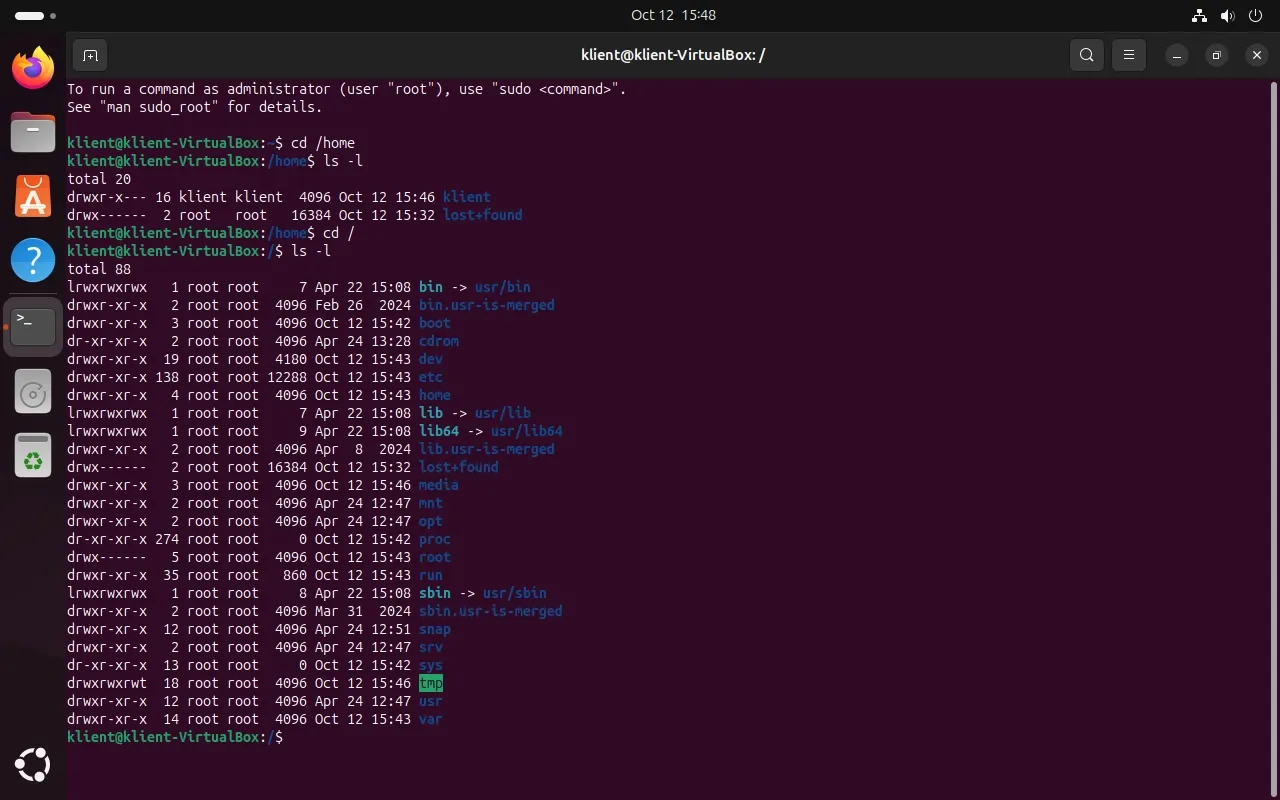 Oct 12 15:48
klient@klient-VirtualBox: /
To run a command as administrator (user "root"), use "sudo <command>".
See "man sudo_root" for details.
klient@klient-VirtualBox:~$ cd /home
klient@klient-VirtualBox:/home$ ls -l
total 20
drwxr-x--- 16 klient klient  4096 Oct 12 15:46 klient
drwx------  2 root   root   16384 Oct 12 15:32 lost+found
klient@klient-VirtualBox:/home$ cd /
klient@klient-VirtualBox:/$ ls -l
total 88
lrwxrwxrwx   1 root root     7 Apr 22 15:08 bin -> usr/bin
drwxr-xr-x   2 root root  4096 Feb 26  2024 bin.usr-is-merged
drwxr-xr-x   3 root root  4096 Oct 12 15:42 boot
dr-xr-xr-x   2 root root  4096 Apr 24 13:28 cdrom
drwxr-xr-x  19 root root  4180 Oct 12 15:43 dev
drwxr-xr-x 138 root root 12288 Oct 12 15:43 etc
drwxr-xr-x   4 root root  4096 Oct 12 15:43 home
lrwxrwxrwx   1 root root     7 Apr 22 15:08 lib -> usr/lib
lrwxrwxrwx   1 root root     9 Apr 22 15:08 lib64 -> usr/lib64
drwxr-xr-x   2 root root  4096 Apr  8  2024 lib.usr-is-merged
drwx------   2 root root 16384 Oct 12 15:32 lost+found
drwxr-xr-x   3 root root  4096 Oct 12 15:46 media
drwxr-xr-x   2 root root  4096 Apr 24 12:47 mnt
drwxr-xr-x   2 root root  4096 Apr 24 12:47 opt
dr-xr-xr-x 274 root root     0 Oct 12 15:42 proc
drwx------   5 root root  4096 Oct 12 15:43 root
drwxr-xr-x  35 root root   860 Oct 12 15:43 run
lrwxrwxrwx   1 root root     8 Apr 22 15:08 sbin -> usr/sbin
drwxr-xr-x   2 root root  4096 Mar 31  2024 sbin.usr-is-merged
drwxr-xr-x  12 root root  4096 Apr 24 12:51 snap
drwxr-xr-x   2 root root  4096 Apr 24 12:47 srv
dr-xr-xr-x  13 root root     0 Oct 12 15:42 sys
drwxrwxrwt  18 root root  4096 Oct 12 15:46 tmp
drwxr-xr-x  12 root root  4096 Apr 24 12:47 usr
drwxr-xr-x  14 root root  4096 Oct 12 15:43 var
klient@klient-VirtualBox:/$